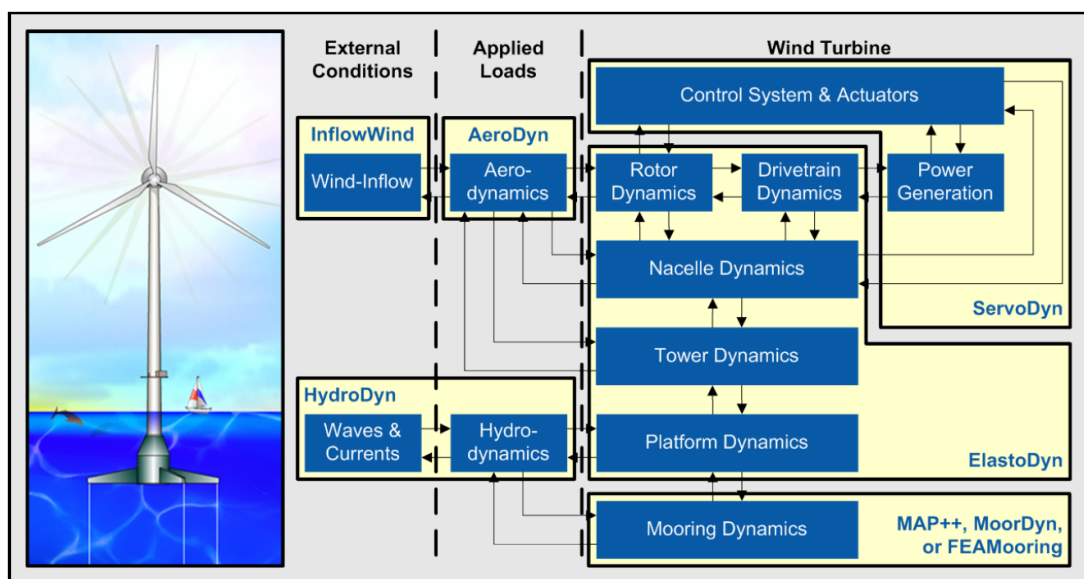 External
Conditions
Applied
Loads
Wind Turbine
Control System & Actuators
InflowWind
AeroDyn
Wind-Inflow
Aero-
dynamics
Rotor
Dynamics
Drivetrain
Dynamics
Power
Generation
Nacelle Dynamics
ServoDyn
Tower Dynamics
HydroDyn
Waves &
Currents
Hydro-
dynamics
Platform Dynamics
ElastoDyn
Mooring Dynamics
MAP++, MoorDyn,
or FEAMooring